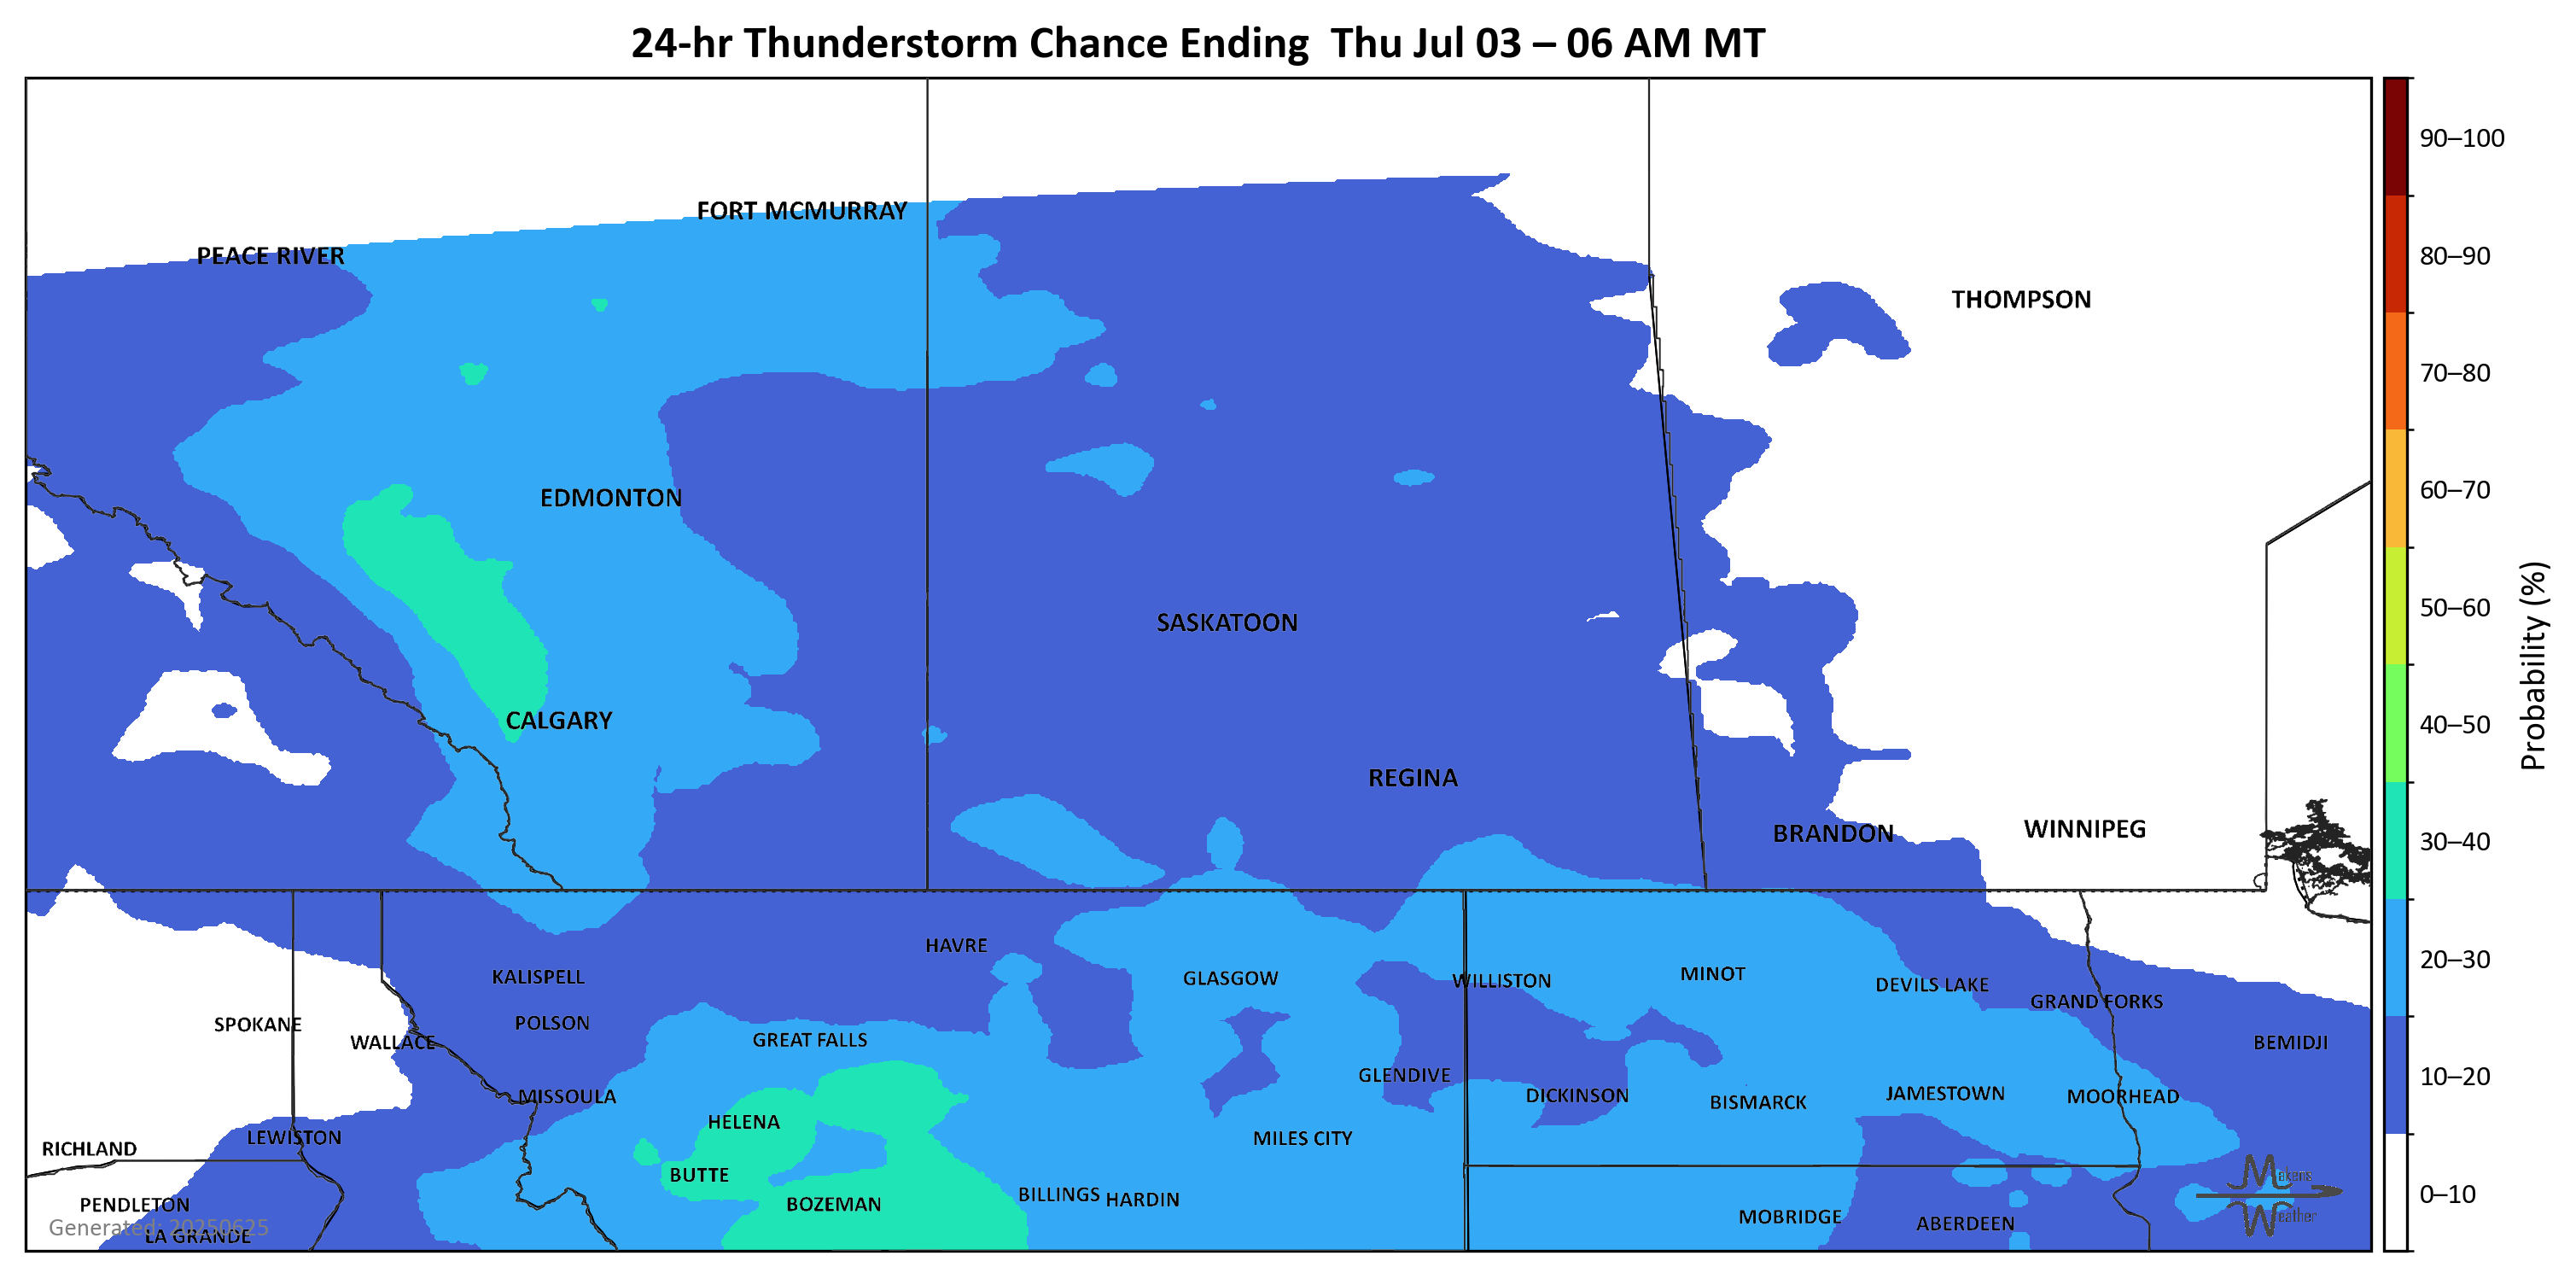 24-hr Thunderstorm Chance Ending  Thu Jul 03 – 06 AM MT
90–100
FORT MCMURRAY
PEACE RIVER
80–90
THOMPSON
70–80
EDMONTON
60–70
50–60
SASKATOON
Probability (%)
CALGARY
40–50
REGINA
BRANDON
WINNIPEG
30–40
HAVRE
20–30
KALISPELL
GLASGOW
WILLISTON
MINOT
DEVILS LAKE
GRAND FORKS
SPOKANE
POLSON
WALLACE
GREAT FALLS
BEMIDJI
GLENDIVE
10–20
MISSOULA
DICKINSON
BISMARCK
JAMESTOWN
MOORHEAD
HELENA
LEWISTON
MILES CITY
RICHLAND
BUTTE
Makens
Weather
PENDLETON
BOZEMAN
BILLINGS
HARDIN
0–10
MOBRIDGE
ABERDEEN
Generated: 20250625
LA GRANDE